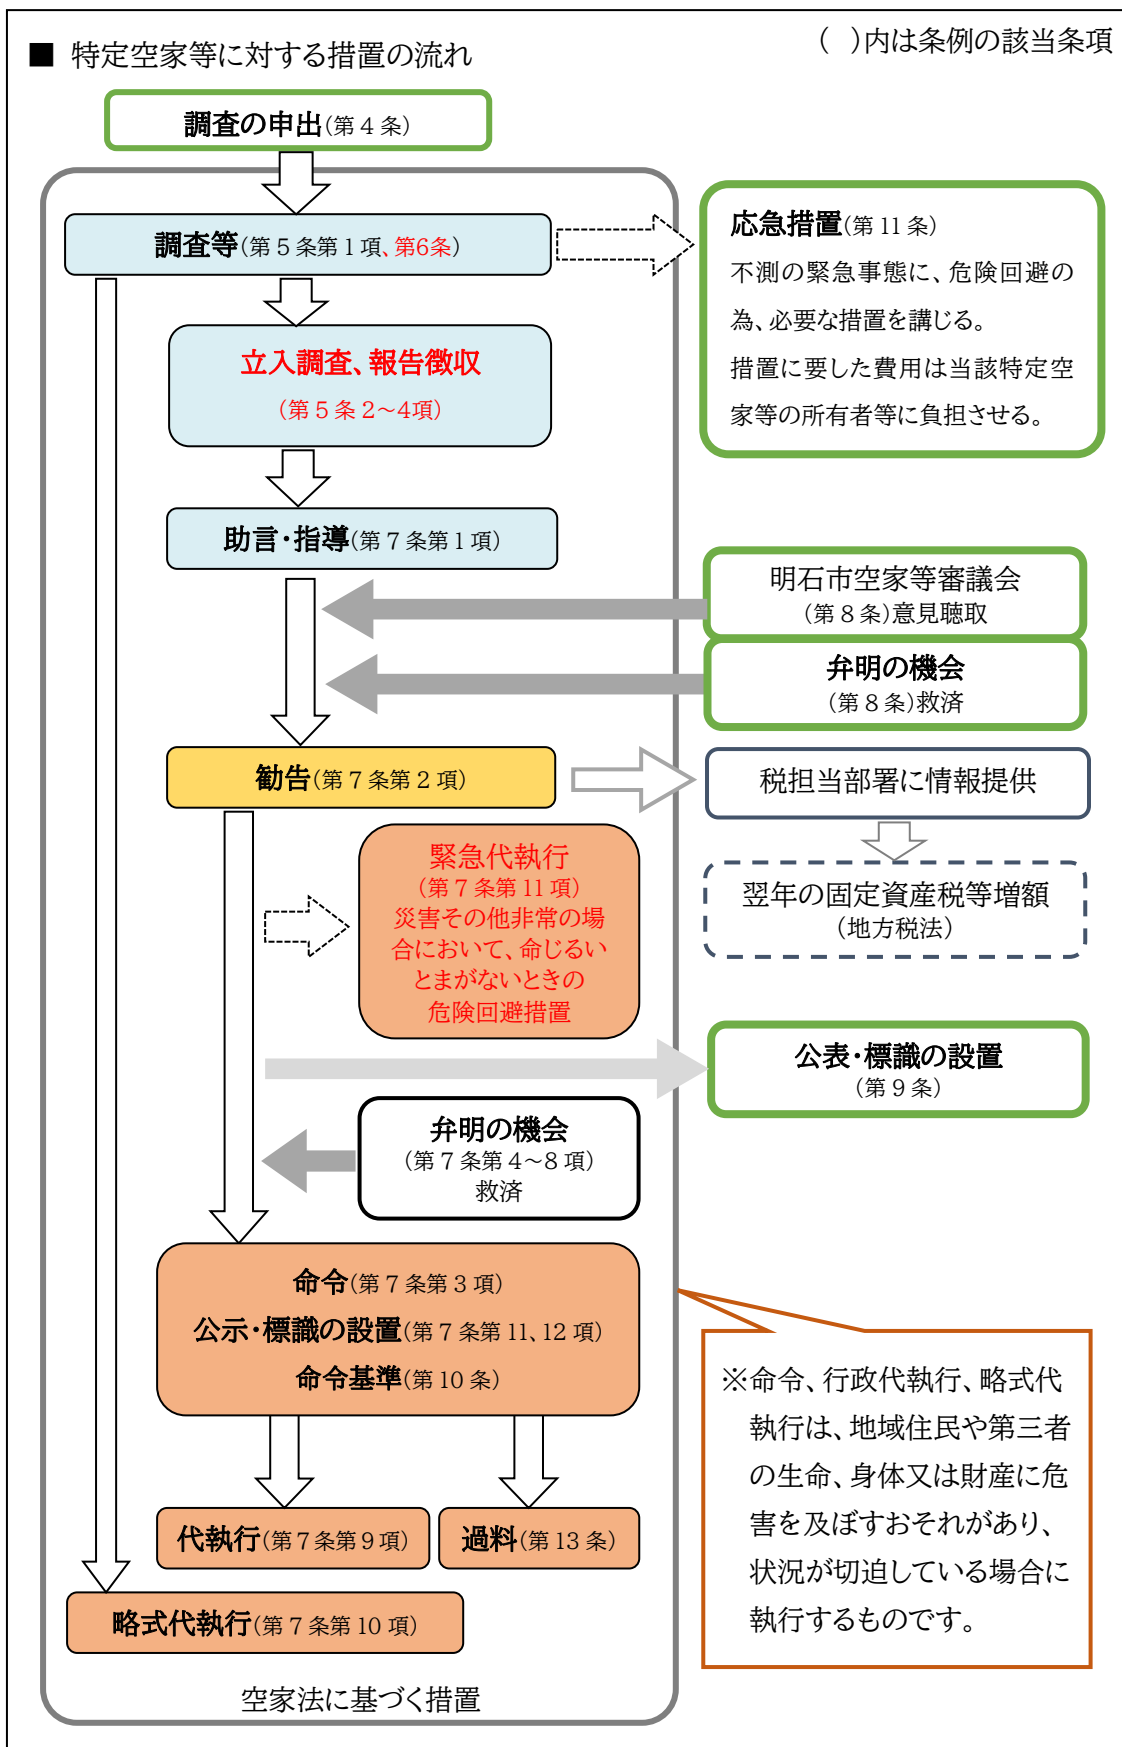 ■ 特定空家等に対する措置の流れ
( )内は条例の該当条項
調査の申出(第4条)
調査等(第5条第1項、第6条)
応急措置(第11条)
不測の緊急事態に、危険回避の
為、必要な措置を講じる。
措置に要した費用は当該特定空
家等の所有者等に負担させる。
立入調査、報告徴収
(第5条2～4項)
助言・指導(第7条第1項)
明石市空家等審議会
(第8条)意見聴取
弁明の機会
(第8条)救済
勧告(第7条第2項)
税担当部署に情報提供
緊急代執行
(第7条第11項)
災害その他非常の場
合において、命じるい
とまがないときの
危険回避措置
翌年の固定資産税等増額
(地方税法)
公表・標識の設置
(第9条)
弁明の機会
(第7条第4～8項)
救済
命令(第7条第3項)
公示・標識の設置(第7条第11、12項)
命令基準(第10条)
※命令、行政代執行、略式代
執行は、地域住民や第三者
の生命、身体又は財産に危
害を及ぼすおそれがあり、
状況が切迫している場合に
執行するものです。
代執行(第7条第9項)
過料(第13条)
略式代執行(第7条第10項)
空家法に基づく措置